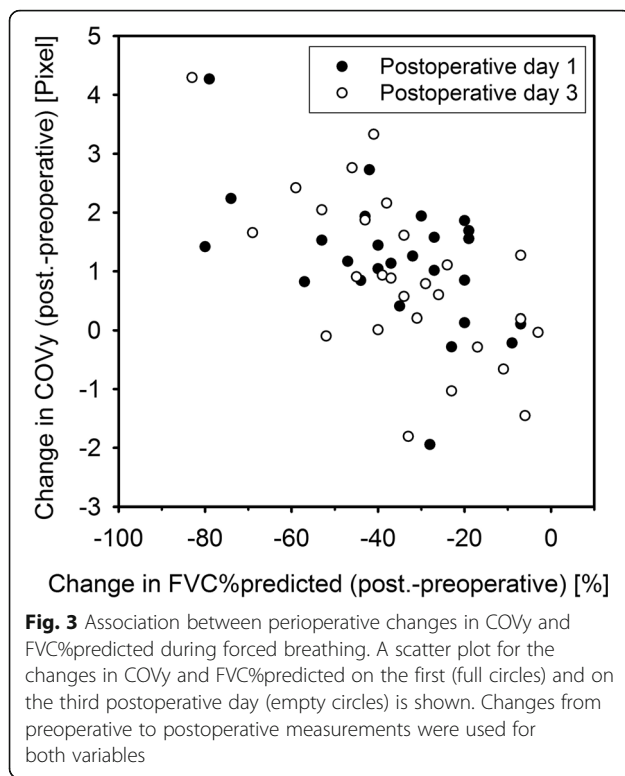 5
Postoperative day 1
4
Postoperative day 3
3
2
1
0
-1
-2
-3
Change in COVy (post.-preoperative) [Pixel]
-100 -80 -60 -40 -20 0
Change in FVC%predicted (post.-preoperative) [%]
Fig. 3 Association between perioperative changes in COVy and
FVC%predicted during forced breathing. A scatter plot for the
changes in COVy and FVC%predicted on the first (full circles) and on
the third postoperative day (empty circles) is shown. Changes from
preoperative to postoperative measurements were used for
both variables